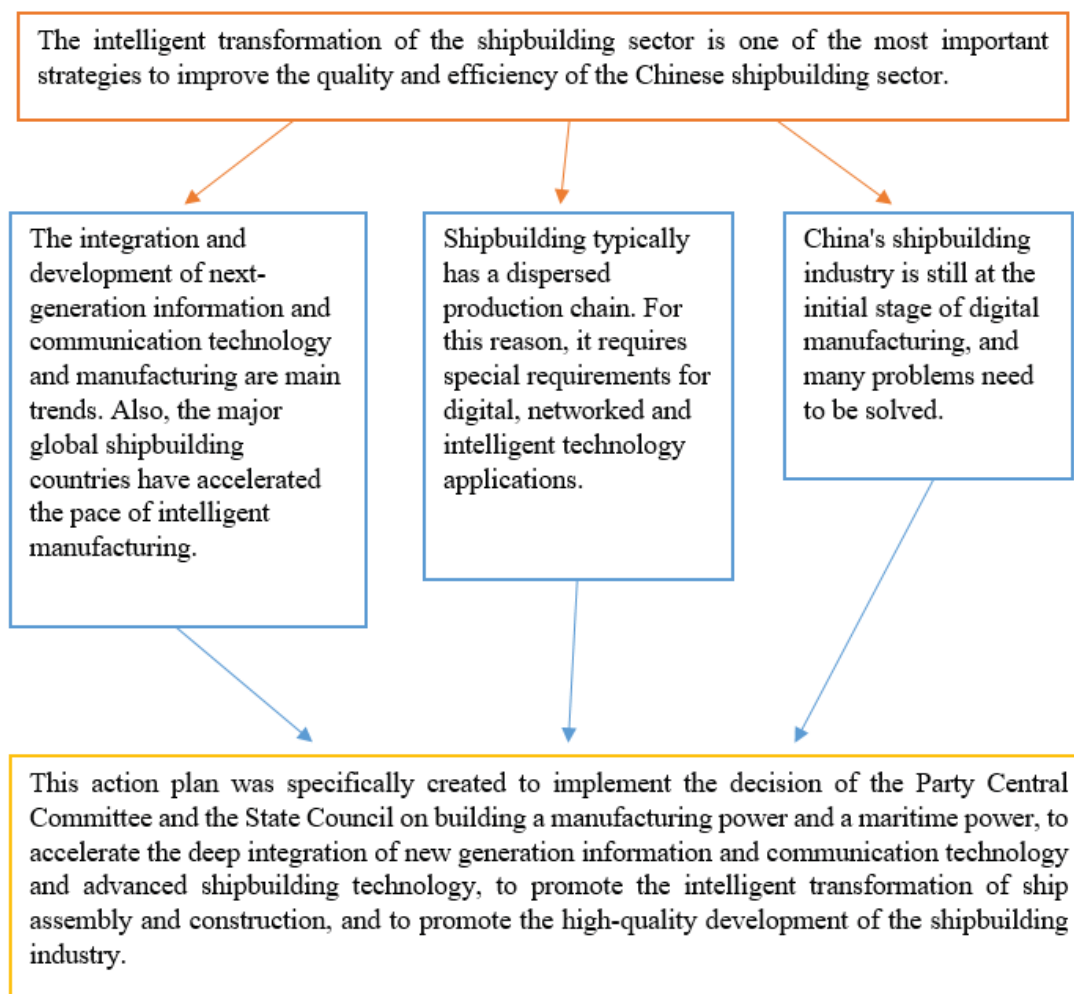 The intelligent transformation of the shipbuilding sector is one of the most important
strategies to improve the quality and efficiency of the Chinese shipbuilding sector.
The integration and
development of next-
generation information and
communication technology
and manufacturing are main
trends. Also, the major
global shipbuilding
countries have accelerated
the pace of intelligent
manufacturing.
Shipbuilding typically
has a dispersed
production chain. For
this reason, it requires
special requirements for
digital, networked and
intelligent technology
applications.
China's shipbuilding
industry is still at the
initial stage of digital
manufacturing, and
many problems need
to be solved.
This action plan was specifically created to implement the decision of the Party Central
Committee and the State Council on building a manufacturing power and a maritime power, to
accelerate the deep integration of new generation information and communication technology
and advanced shipbuilding technology, to promote the intelligent transformation of ship
assembly and construction, and to promote the high-quality development of the shipbuilding
industry.